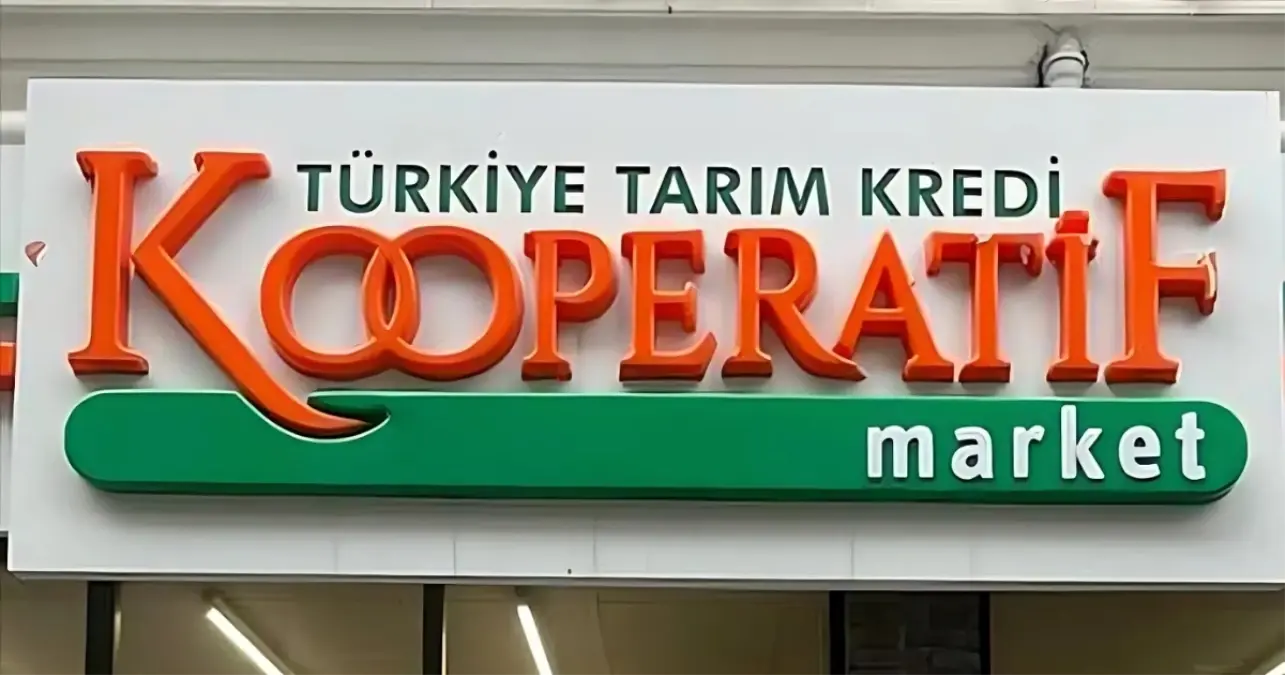 TÜRKİYE TARIM KREDİ
KOOPERATİF
market